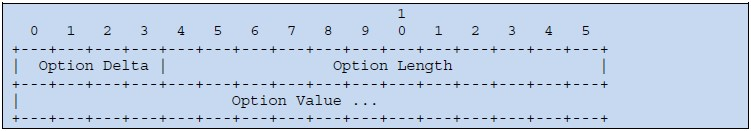 1
   0   1   2   3   4   5   6   7   8   9   0   1   2   3   4   5
 +---+---+---+---+---+---+---+---+---+---+---+---+---+---+---+---+
 |  Option Delta |                  Option Length                |
 +---+---+---+---+---+---+---+---+---+---+---+---+---+---+---+---+
 |                       Option Value ...
 +---+---+---+---+---+---+---+---+---+---+---+---+---+---+---+---+